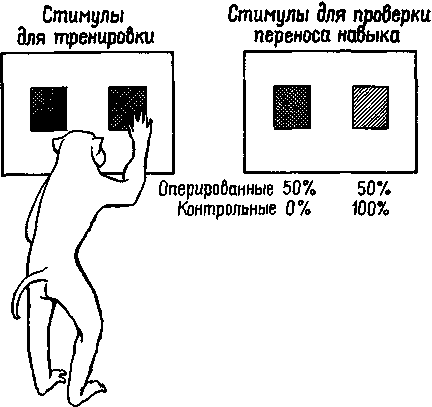 Стимулы
для тренировки
Стимулы для проверки
переноса навыка
Оперированные 50% 50%
Контрольные 0% 100%